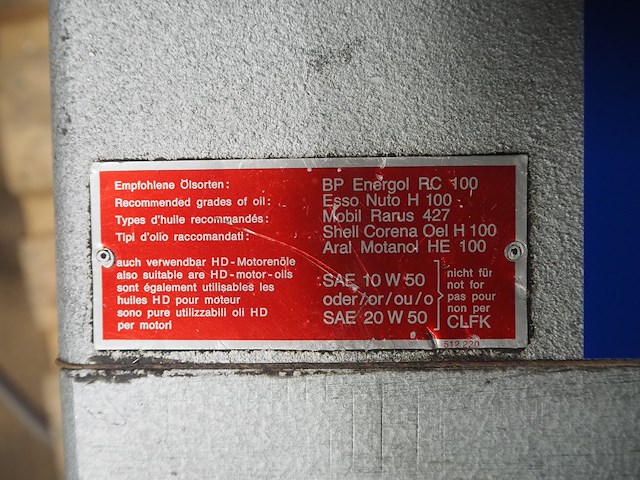 Empfohlene Ölsorten: BP Energol RC 100
Recommended grades of oil: Esso Nuto H 100
Types d'huile recommandés: Mobil Rarus 427
Tipi d'olio raccomandati: Shell Corena Oel H 100
Aral Motanol HE 100
auch verwendbar HD-Motorenöle
also suitable are HD-motor-oils
sont également utilisables les
huiles HD pour moteur
sono pure utilizzabili oli HD
per motori
SAE 10 W 50
oder/or/ou/o
SAE 20 W 50
nicht für
not for
pas pour
non per
CLFK
512 220